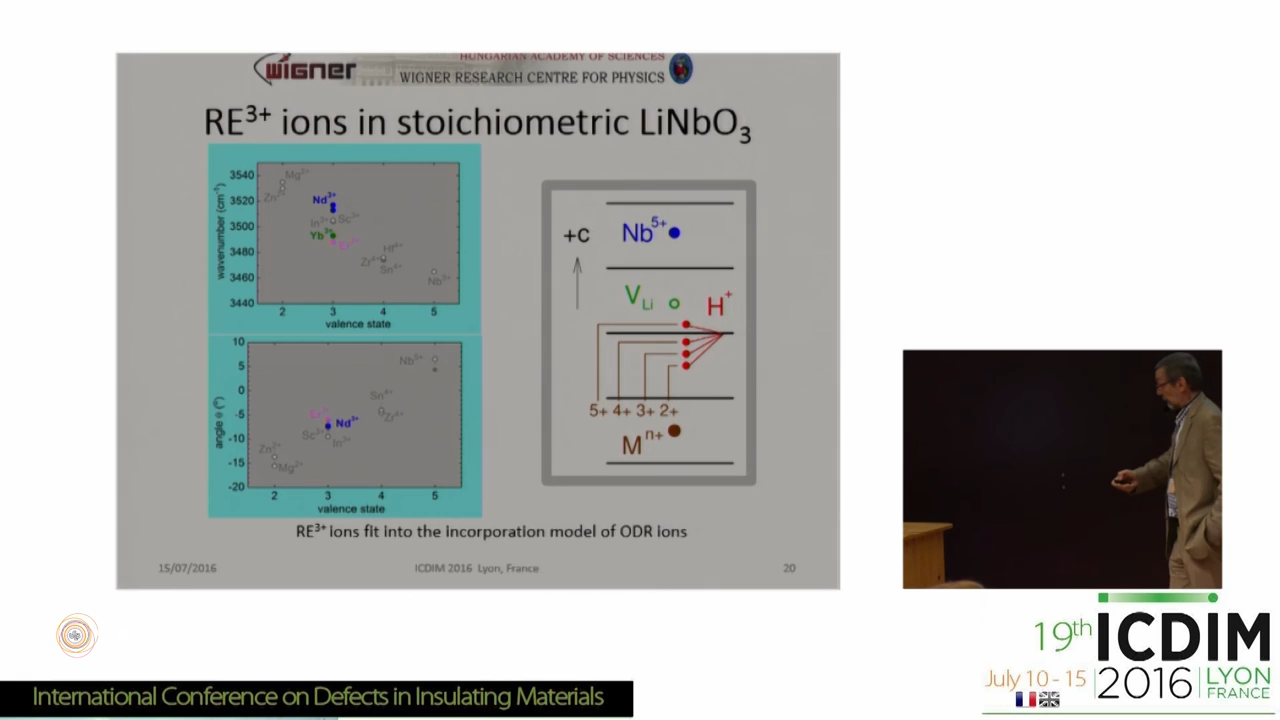 WIGNER
HUNGARIAN ACADEMY OF SCIENCES
WIGNER RESEARCH CENTRE FOR PHYSICS
RE³⁺ ions in stoichiometric LiNbO₃
wavenumber (cm⁻¹)
3540
3520
3500
3480
3460
3440
Mg²⁺
Zn²⁺
Nd³⁺
In³⁺ Sc³⁺
Yb³⁺
Er³⁺
Hf⁴⁺
Zr⁴⁺
Sn⁴⁺
Nb⁵⁺
2 3 4 5
valence state
angle θ (°)
10
5
0
-5
-10
-15
-20
Nb⁵⁺
Sn⁴⁺
Zr⁴⁺
Er³⁺
Nd³⁺
Sc³⁺
In³⁺
Zn²⁺
Mg²⁺
2 3 4 5
valence state
+c
Nb⁵⁺
V Li
H⁺
5+ 4+ 3+ 2+
Mⁿ⁺
RE³⁺ ions fit into the incorporation model of ODR ions
15/07/2016
ICDIM 2016 Lyon, France
20
19th ICDIM
July 10 - 15 2016 LYON
FRANCE
International Conference on Defects in Insulating Materials